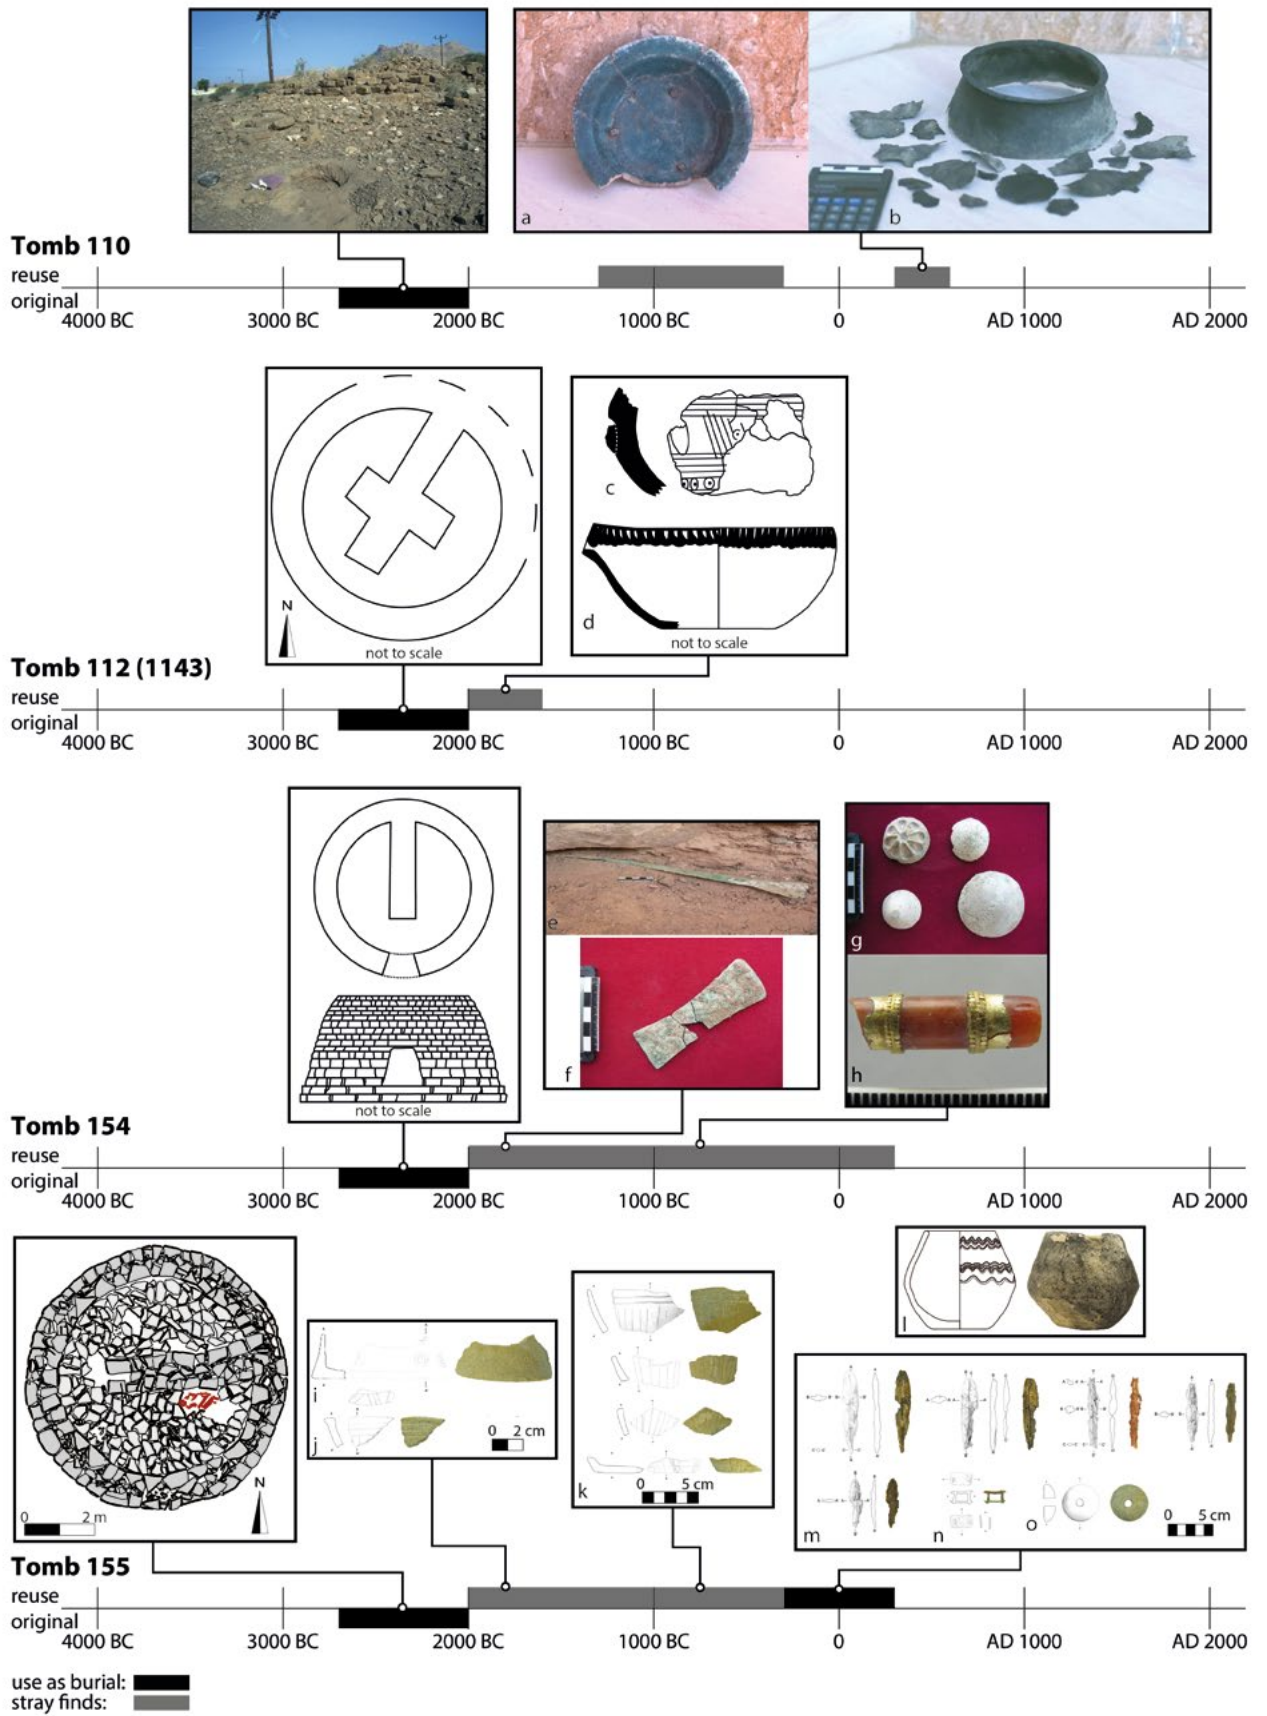 a
b
Tomb 110
reuse
original
4000 BC 3000 BC 2000 BC 1000 BC 0 AD 1000 AD 2000
N
not to scale
c
d
not to scale
Tomb 112 (1143)
reuse
original
4000 BC 3000 BC 2000 BC 1000 BC 0 AD 1000 AD 2000
not to scale
e
f
g
h
Tomb 154
reuse
original
4000 BC 3000 BC 2000 BC 1000 BC 0 AD 1000 AD 2000
N
0 2 m
i
j
0 2 cm
k
0 5 cm
l
m
n
o
0 5 cm
Tomb 155
reuse
original
4000 BC 3000 BC 2000 BC 1000 BC 0 AD 1000 AD 2000
use as burial:
stray finds: